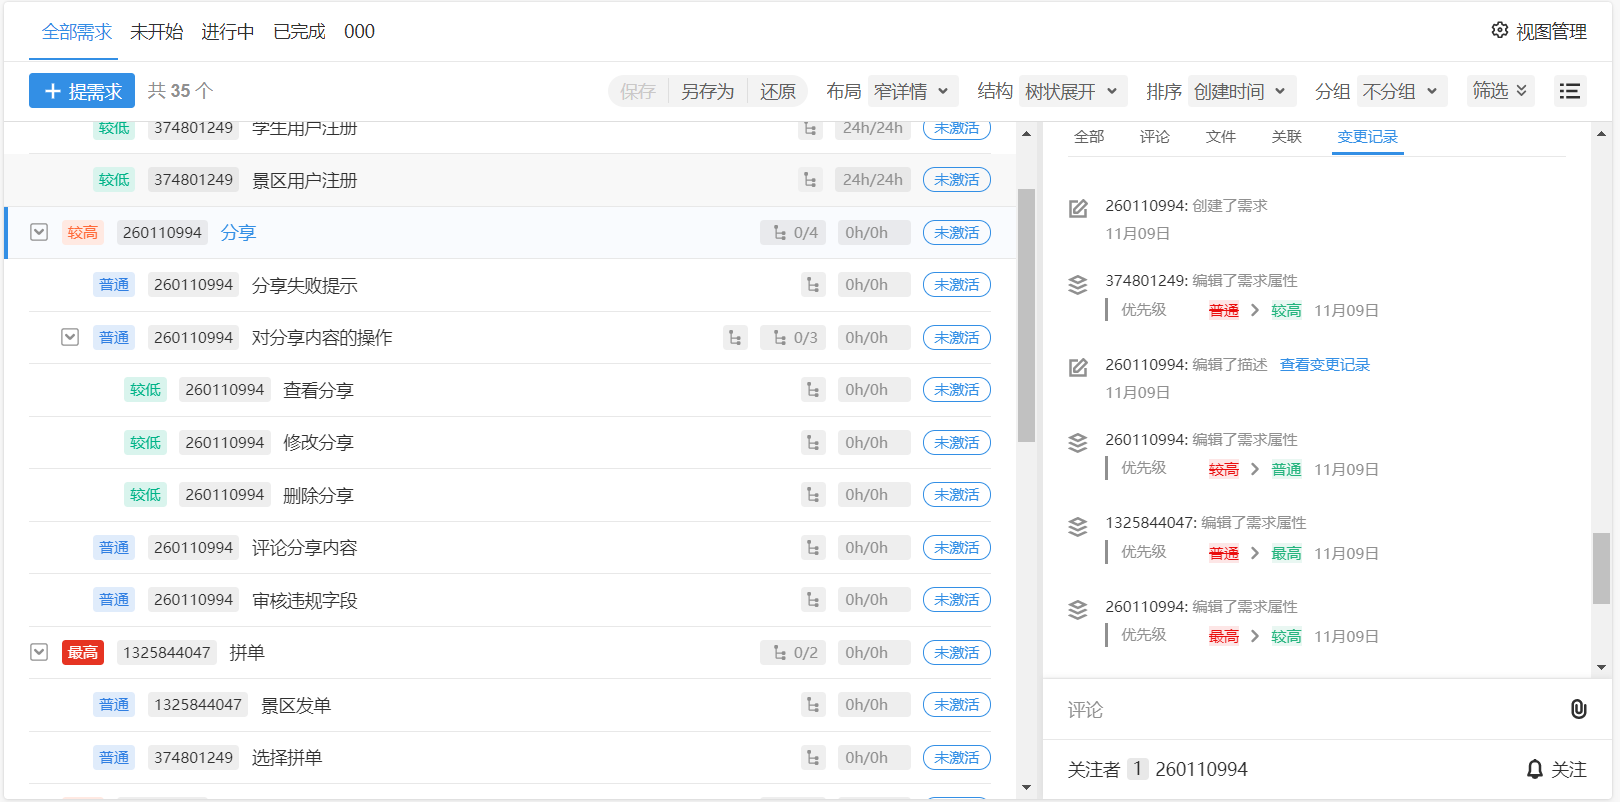 全部需求 未开始 进行中 已完成 000 视图管理
提需求 共 35 个 保存 另存为 还原 布局 窄详情 结构 树状展开 排序 创建时间 分组 不分组 筛选
较低 374801249 学生用户注册 24h/24h 未激活
较低 374801249 景区用户注册 24h/24h 未激活
较高 260110994 分享 0/4 0h/0h 未激活
普通 260110994 分享失败提示 0h/0h 未激活
普通 260110994 对分享内容的操作 0/3 0h/0h 未激活
较低 260110994 查看分享 0h/0h 未激活
较低 260110994 修改分享 0h/0h 未激活
较低 260110994 删除分享 0h/0h 未激活
普通 260110994 评论分享内容 0h/0h 未激活
普通 260110994 审核违规字段 0h/0h 未激活
最高 1325844047 拼单 0/2 0h/0h 未激活
普通 1325844047 景区发单 0h/0h 未激活
普通 374801249 选择拼单 0h/0h 未激活
全部 评论 文件 关联 变更记录
260110994: 创建了需求
11月09日
374801249: 编辑了需求属性
优先级 普通 较高 11月09日
260110994: 编辑了描述 查看变更记录
11月09日
260110994: 编辑了需求属性
优先级 较高 普通 11月09日
1325844047: 编辑了需求属性
优先级 普通 最高 11月09日
260110994: 编辑了需求属性
优先级 最高 较高 11月09日
评论
关注者 1 260110994 关注